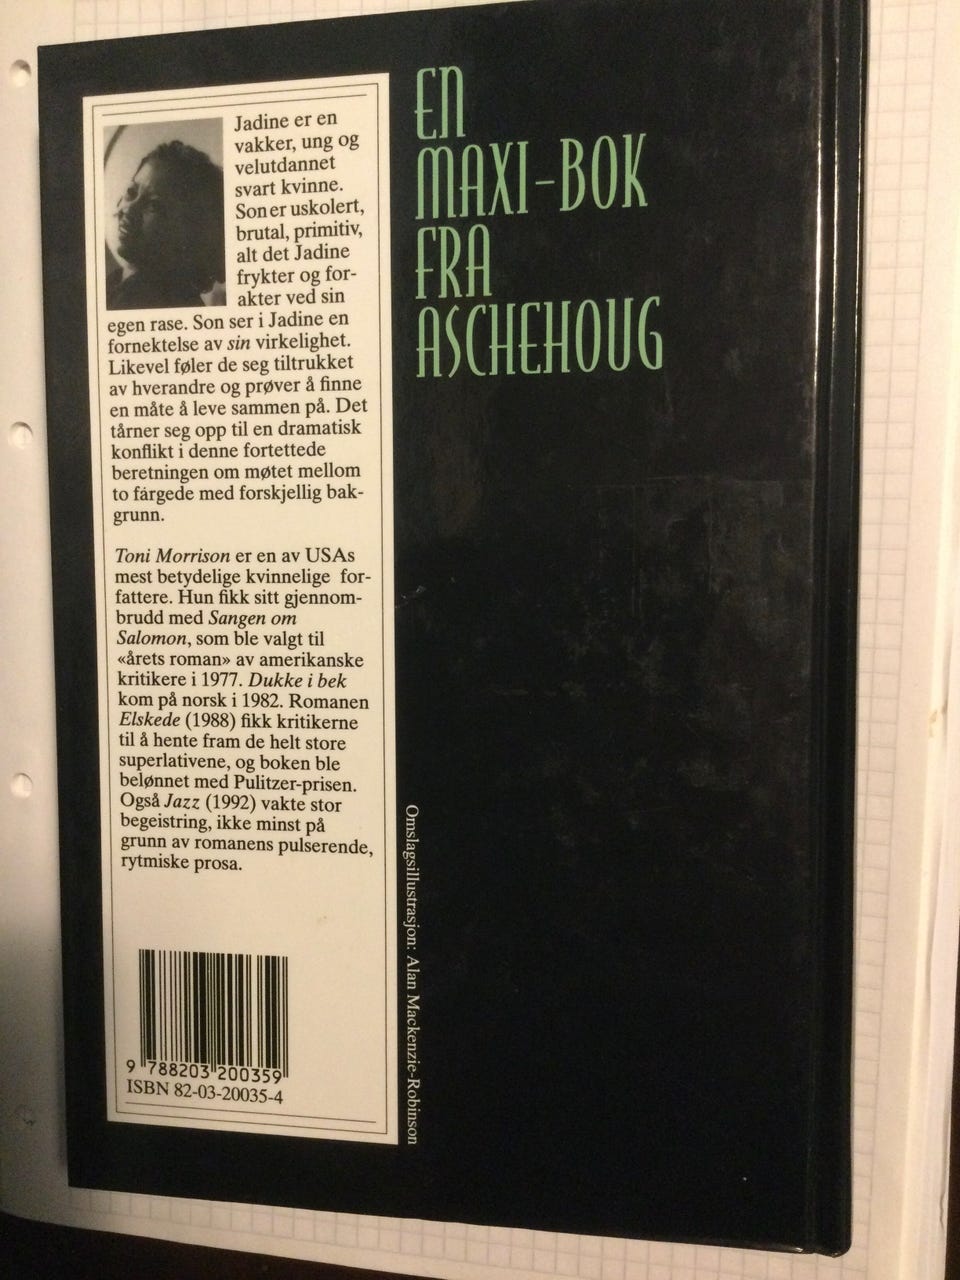 Jadine er en
vakker, ung og
velutdannet
svart kvinne.
Son er uskolert,
brutal, primitiv,
alt det Jadine
frykter og for-
akter ved sin
egen rase. Son ser i Jadine en
fornektelse av sin virkelighet.
Likevel føler de seg tiltrukket
av hverandre og prøver å finne
en måte å leve sammen på. Det
tårner seg opp til en dramatisk
konflikt i denne fortettede
beretningen om møtet mellom
to fargede med forskjellig bak-
grunn.
Toni Morrison er en av USAs
mest betydelige kvinnelige for-
fattere. Hun fikk sitt gjennom-
brudd med Sangen om
Salomon, som ble valgt til
«årets roman» av amerikanske
kritikere i 1977. Dukke i bek
kom på norsk i 1982. Romanen
Elskede (1988) fikk kritikerne
til å hente fram de helt store
superlativene, og boken ble
belønnet med Pulitzer-prisen.
Også Jazz (1992) vakte stor
begeistring, ikke minst på
grunn av romanens pulserende,
rytmiske prosa.
9 788203 200359
ISBN 82-03-20035-4
EN
MAXI-BOK
FRA
ASCHEHOUG
Omslagsillustrasjon: Alan Mackenzie-Robinson